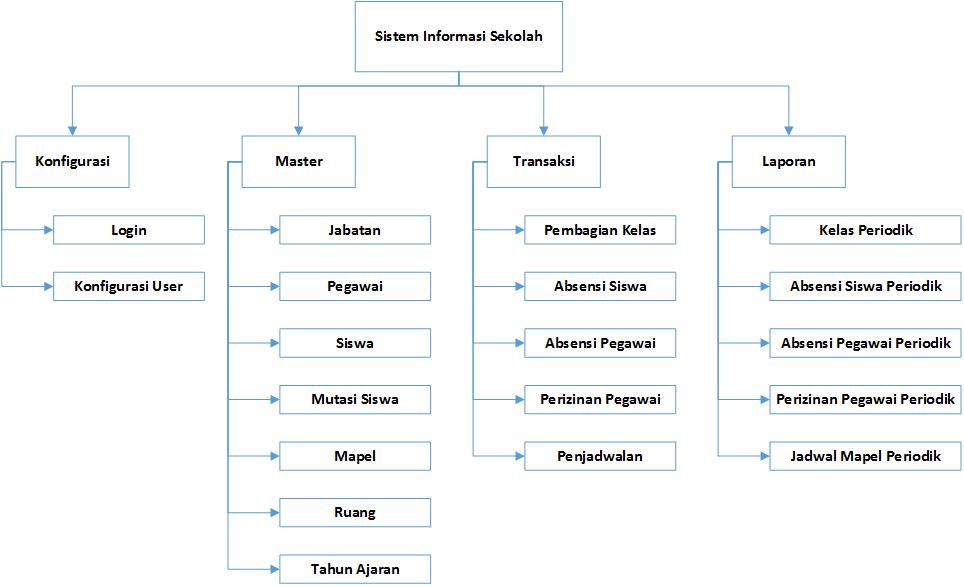 Sistem Informasi Sekolah
Konfigurasi
Login
Konfigurasi User
Master
Jabatan
Pegawai
Siswa
Mutasi Siswa
Mapel
Ruang
Tahun Ajaran
Transaksi
Pembagian Kelas
Absensi Siswa
Absensi Pegawai
Perizinan Pegawai
Penjadwalan
Laporan
Kelas Periodik
Absensi Siswa Periodik
Absensi Pegawai Periodik
Perizinan Pegawai Periodik
Jadwal Mapel Periodik